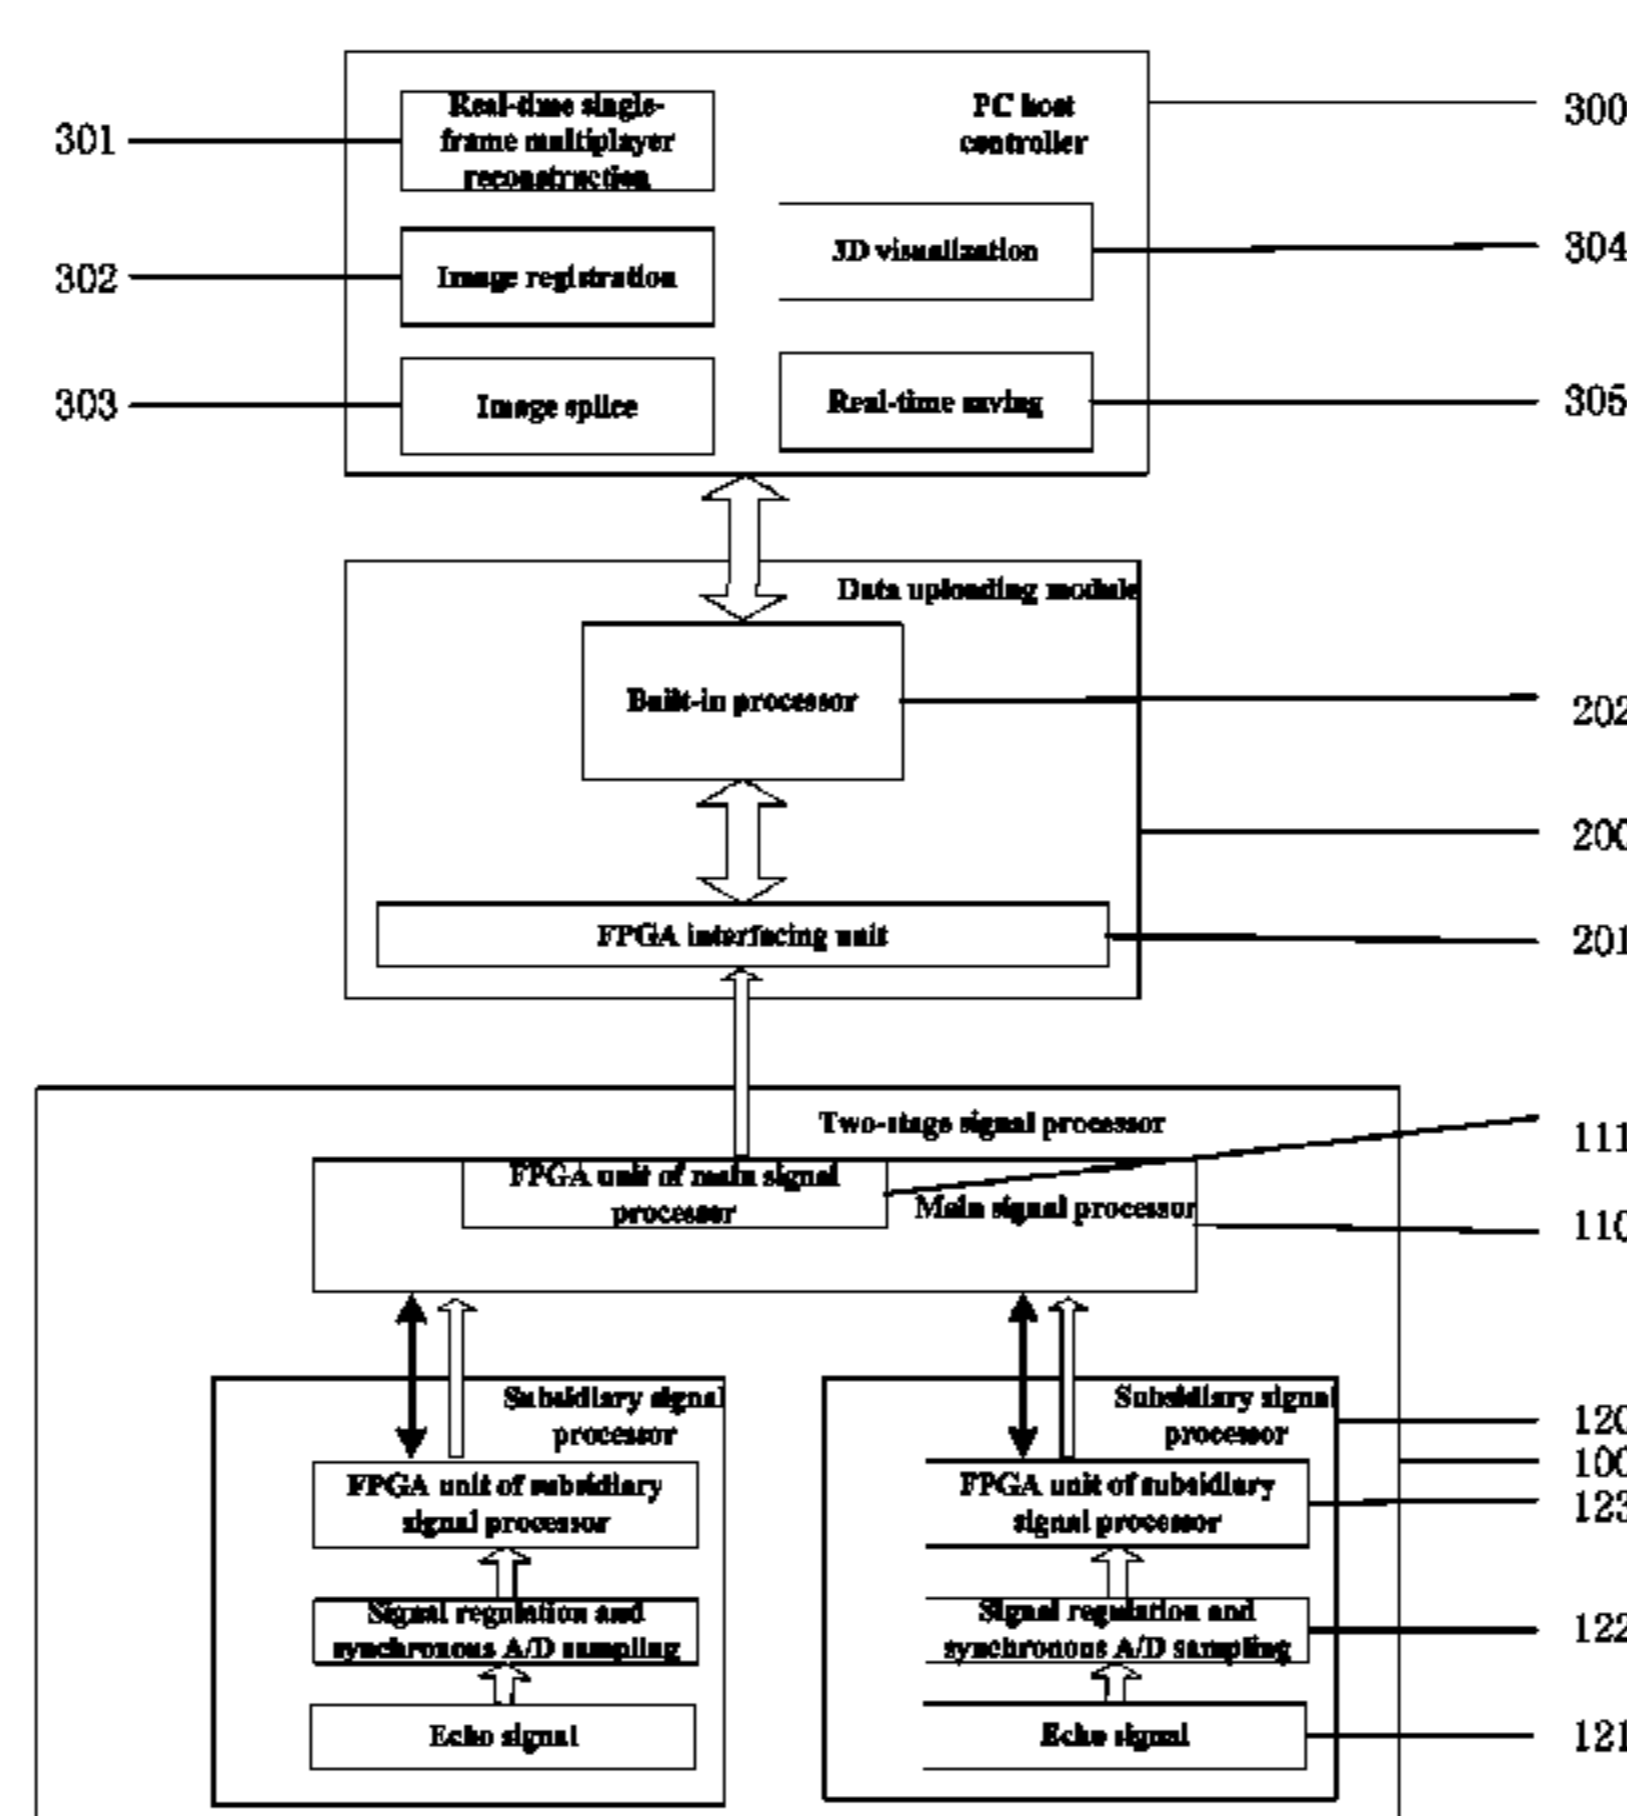 Real-time single-
frame multiplayer
reconstruction
PC host
controller
300
301
3D visualization
304
302
Image registration
303
Image splice
Real-time saving
305
Data uploading module
Built-in processor
202
200
FPGA interfacing unit
201
Two-stage signal processor
111
FPGA unit of main signal
processor
Main signal processor
110
Subsidiary signal
processor
FPGA unit of subsidiary
signal processor
Signal regulation and
synchronous A/D sampling
Echo signal
Subsidiary signal
processor
120
100
FPGA unit of subsidiary
signal processor
123
Signal regulation and
synchronous A/D sampling
122
Echo signal
121